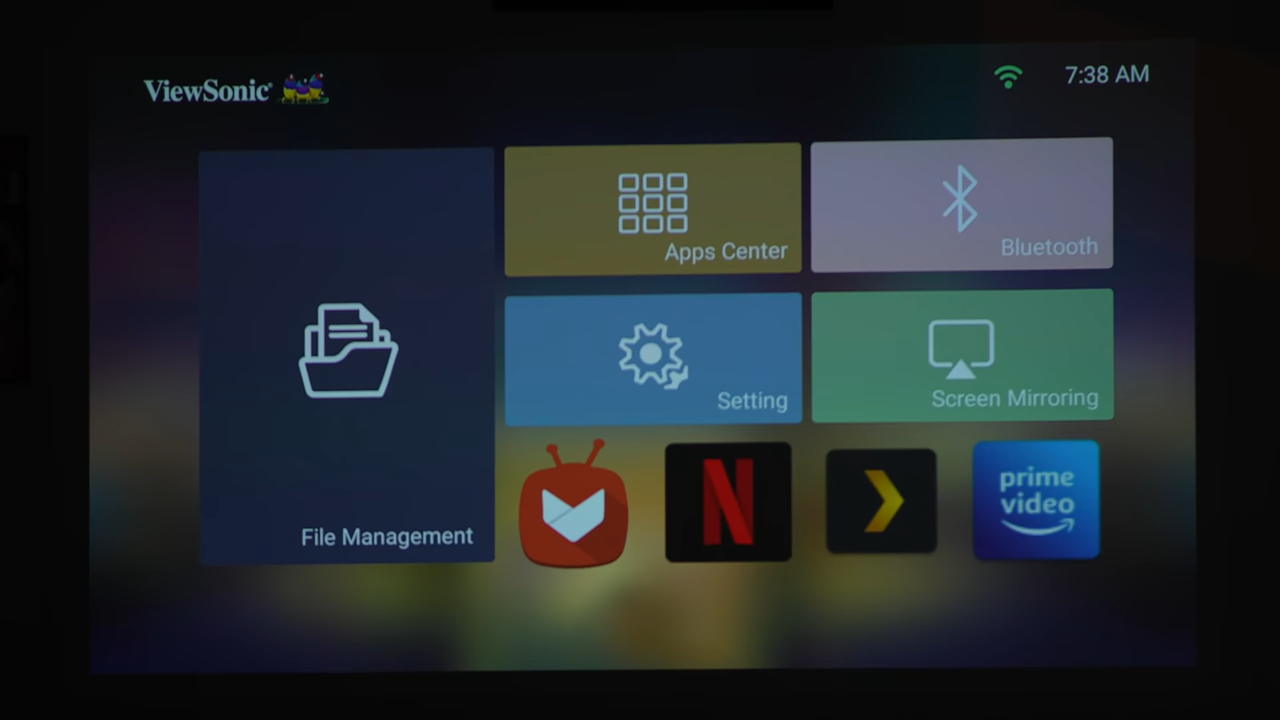 ViewSonic
7:38 AM
Apps Center
Bluetooth
Setting
Screen Mirroring
File Management
N
prime
video